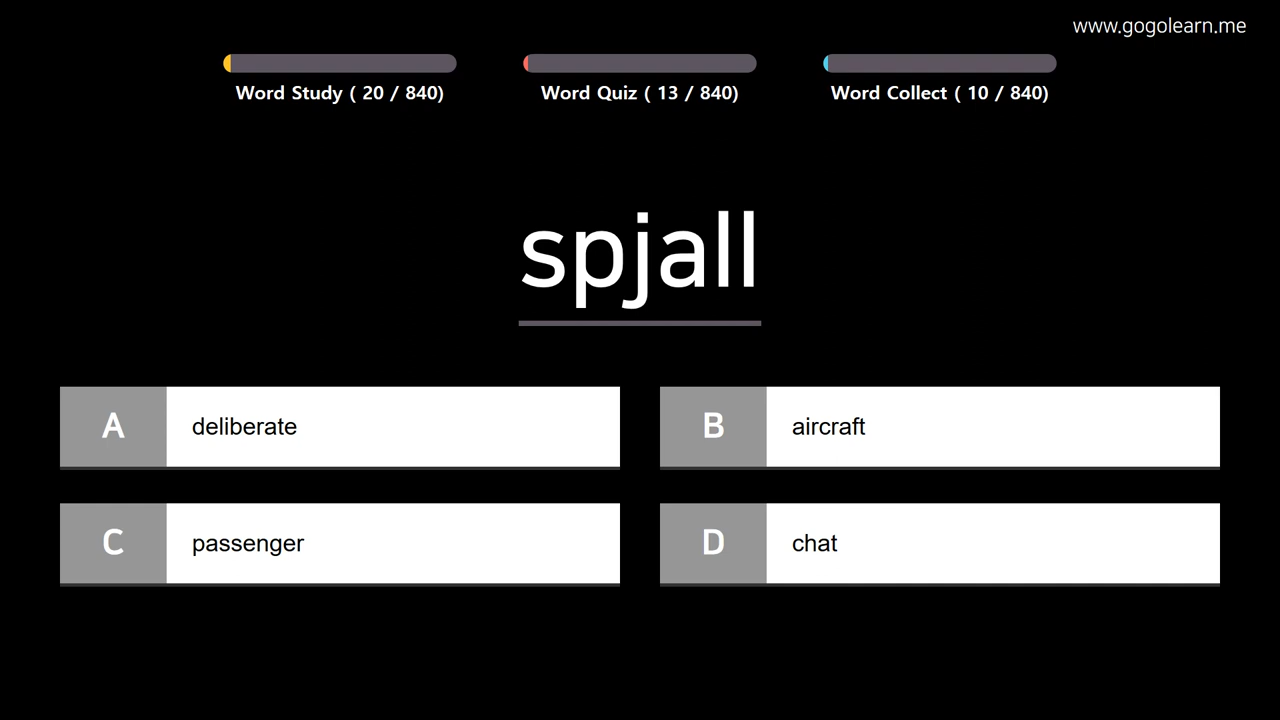 www.gogolearn.me
Word Study ( 20 / 840)
Word Quiz ( 13 / 840)
Word Collect ( 10 / 840)
spjall
A deliberate
B aircraft
C passenger
D chat